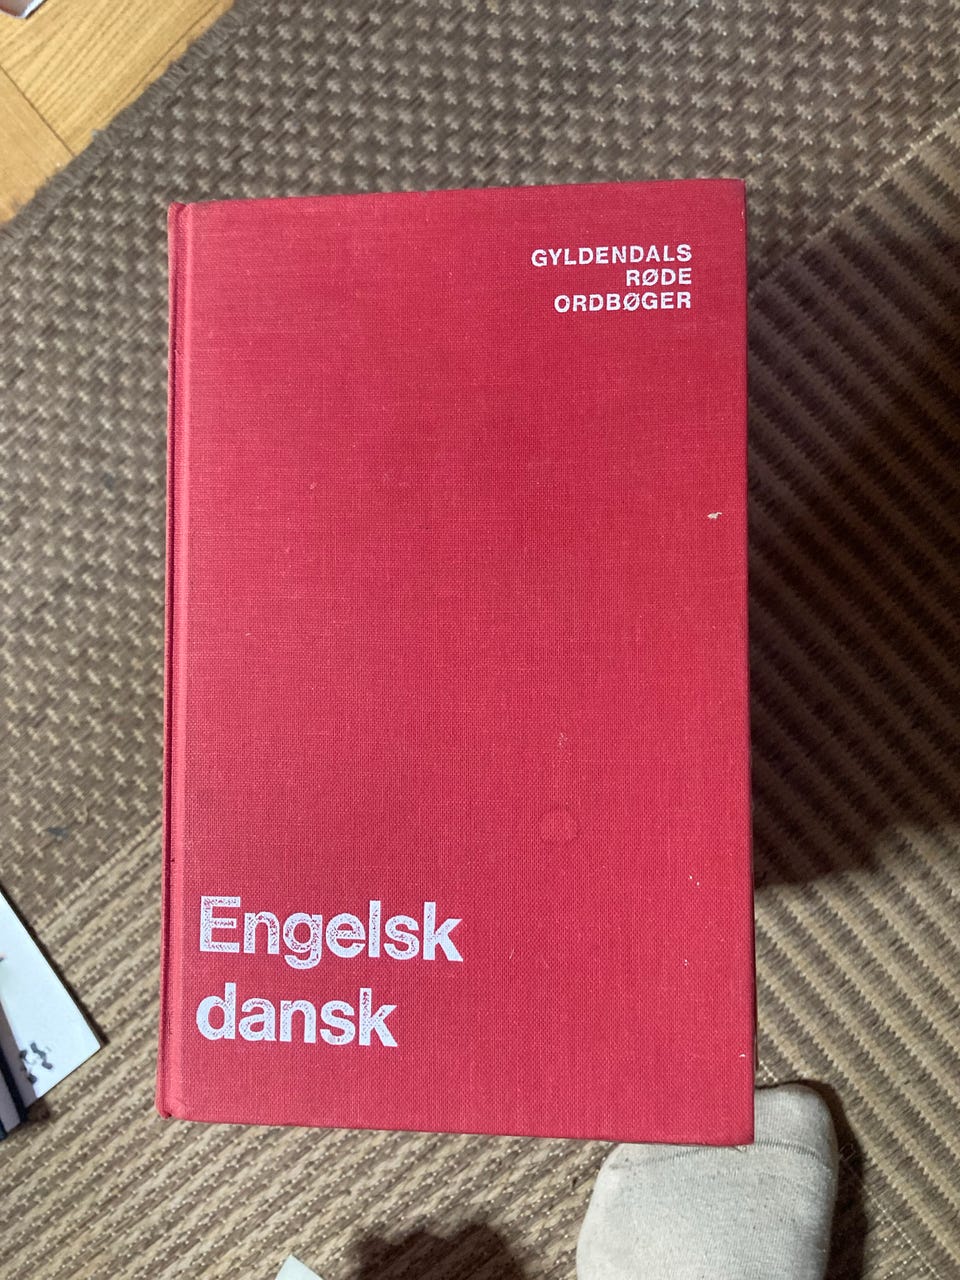 GYLDENDALS
RØDE
ORDBØGER
Engelsk
dansk